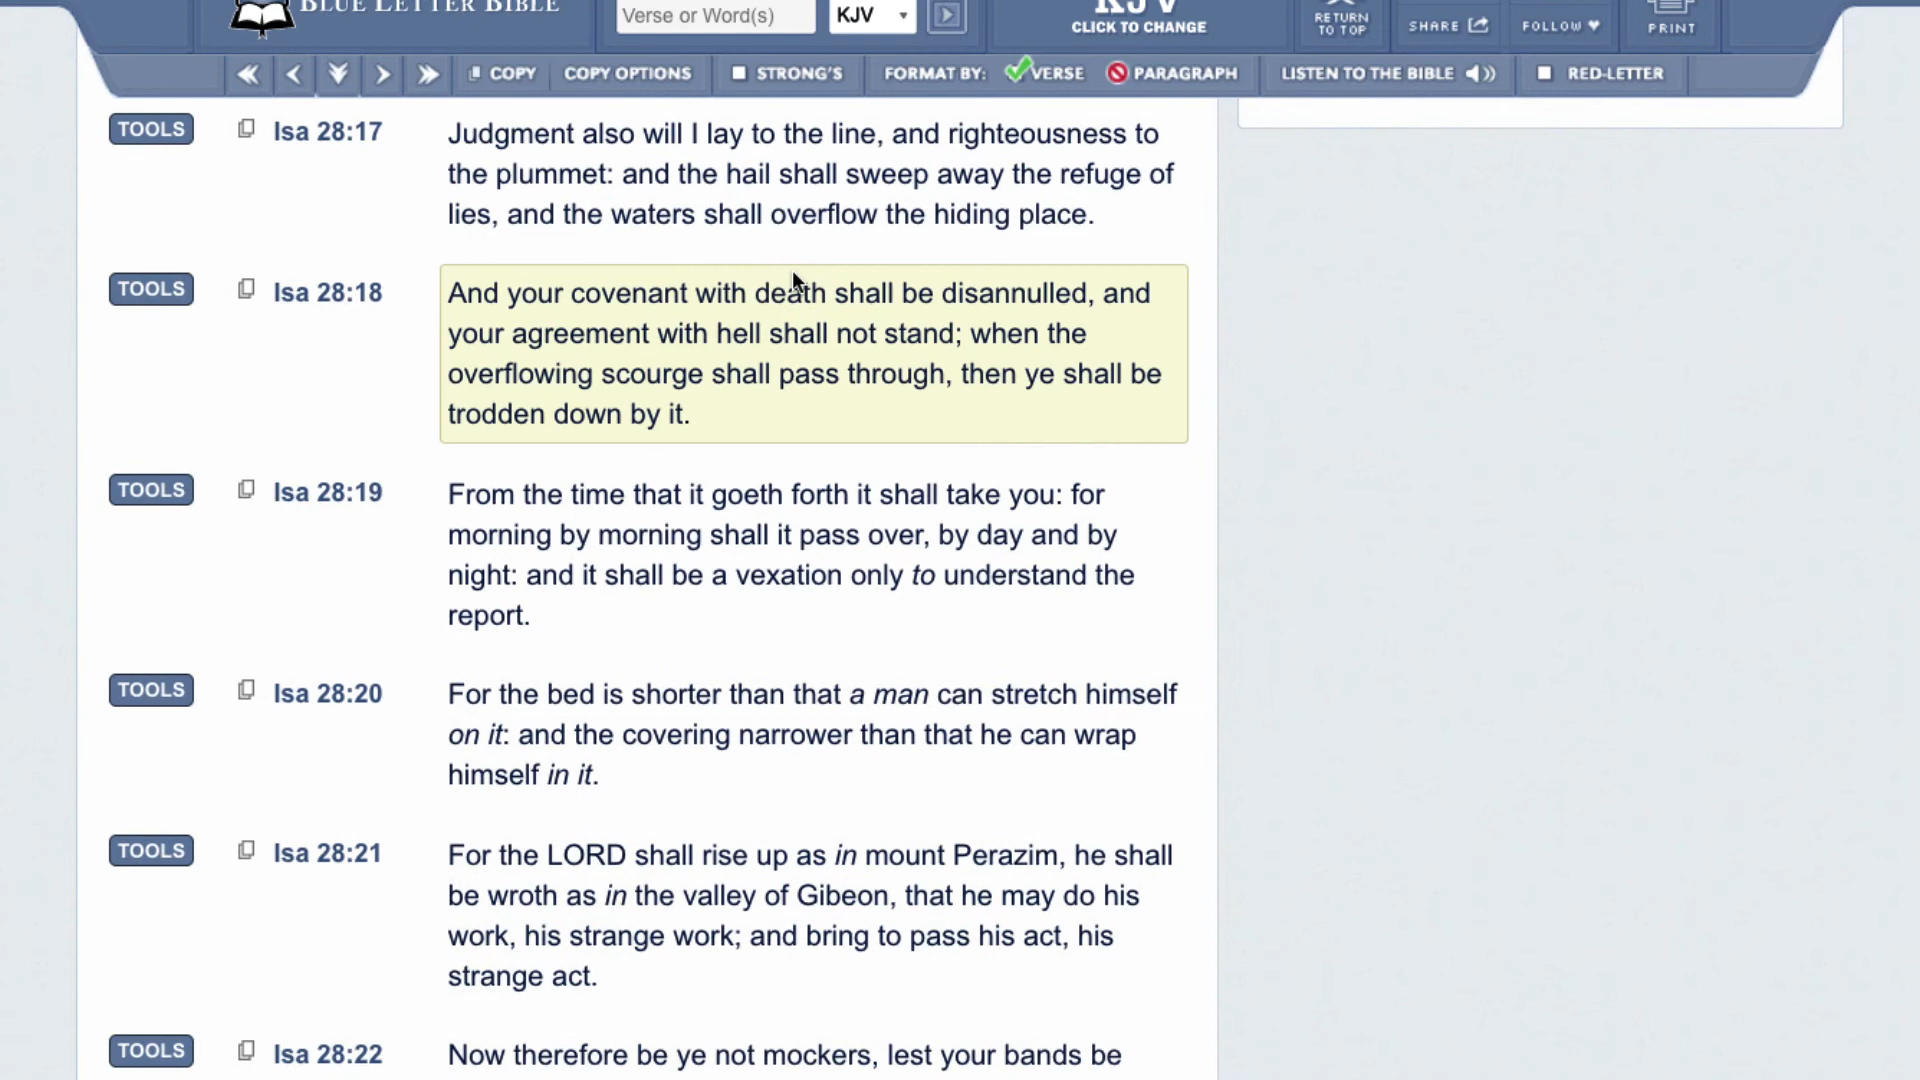 BLUE LETTER BIBLE
Verse or Word(s)
KJV
KJV
CLICK TO CHANGE
RETURN
TO TOP
SHARE
FOLLOW
PRINT
COPY
COPY OPTIONS
STRONG'S
FORMAT BY:
VERSE
PARAGRAPH
LISTEN TO THE BIBLE
RED-LETTER
TOOLS
Isa 28:17
Judgment also will I lay to the line, and righteousness to
the plummet: and the hail shall sweep away the refuge of
lies, and the waters shall overflow the hiding place.
TOOLS
Isa 28:18
And your covenant with death shall be disannulled, and
your agreement with hell shall not stand; when the
overflowing scourge shall pass through, then ye shall be
trodden down by it.
TOOLS
Isa 28:19
From the time that it goeth forth it shall take you: for
morning by morning shall it pass over, by day and by
night: and it shall be a vexation only to understand the
report.
TOOLS
Isa 28:20
For the bed is shorter than that a man can stretch himself
on it: and the covering narrower than that he can wrap
himself in it.
TOOLS
Isa 28:21
For the LORD shall rise up as in mount Perazim, he shall
be wroth as in the valley of Gibeon, that he may do his
work, his strange work; and bring to pass his act, his
strange act.
TOOLS
Isa 28:22
Now therefore be ye not mockers, lest your bands be